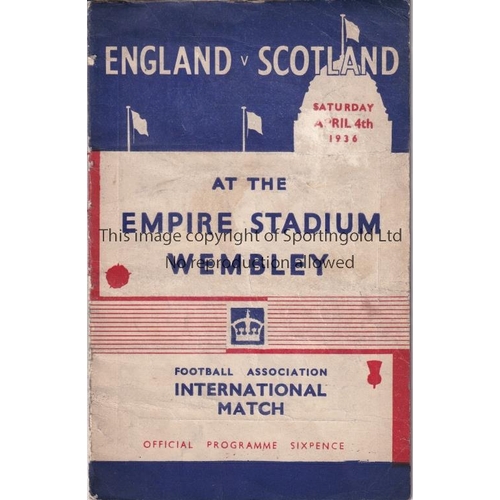 ENGLAND v SCOTLAND
SATURDAY
APRIL 4th
1936
AT THE
EMPIRE STADIUM
This image copyright of Sportingold Ltd
WEMBLEY
No reproduction allowed
FOOTBALL ASSOCIATION
INTERNATIONAL
MATCH
OFFICIAL PROGRAMME SIXPENCE